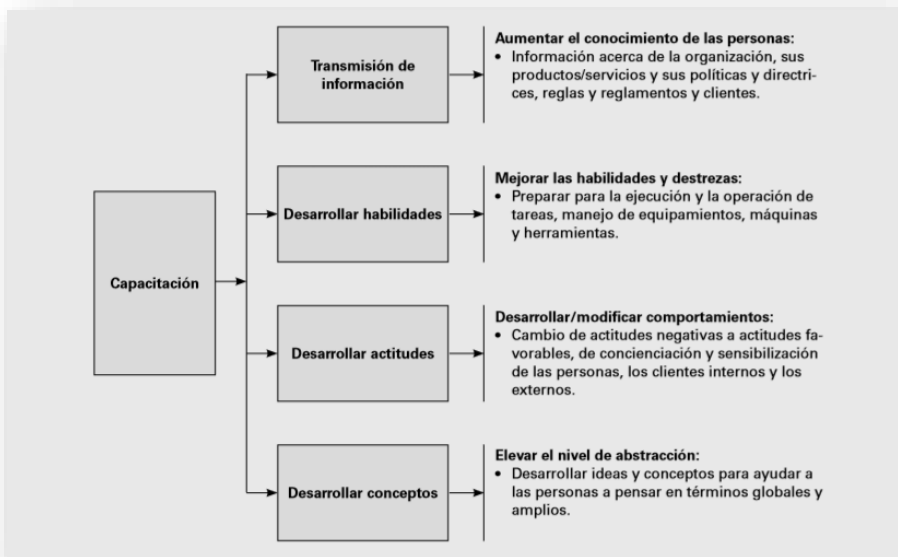 Capacitación
Transmisión de
información
Aumentar el conocimiento de las personas:
• Información acerca de la organización, sus
productos/servicios y sus políticas y directri-
ces, reglas y reglamentos y clientes.
Desarrollar habilidades
Mejorar las habilidades y destrezas:
• Preparar para la ejecución y la operación de
tareas, manejo de equipamientos, máquinas
y herramientas.
Desarrollar actitudes
Desarrollar/modificar comportamientos:
• Cambio de actitudes negativas a actitudes fa-
vorables, de concienciación y sensibilización
de las personas, los clientes internos y los
externos.
Desarrollar conceptos
Elevar el nivel de abstracción:
• Desarrollar ideas y conceptos para ayudar a
las personas a pensar en términos globales y
amplios.